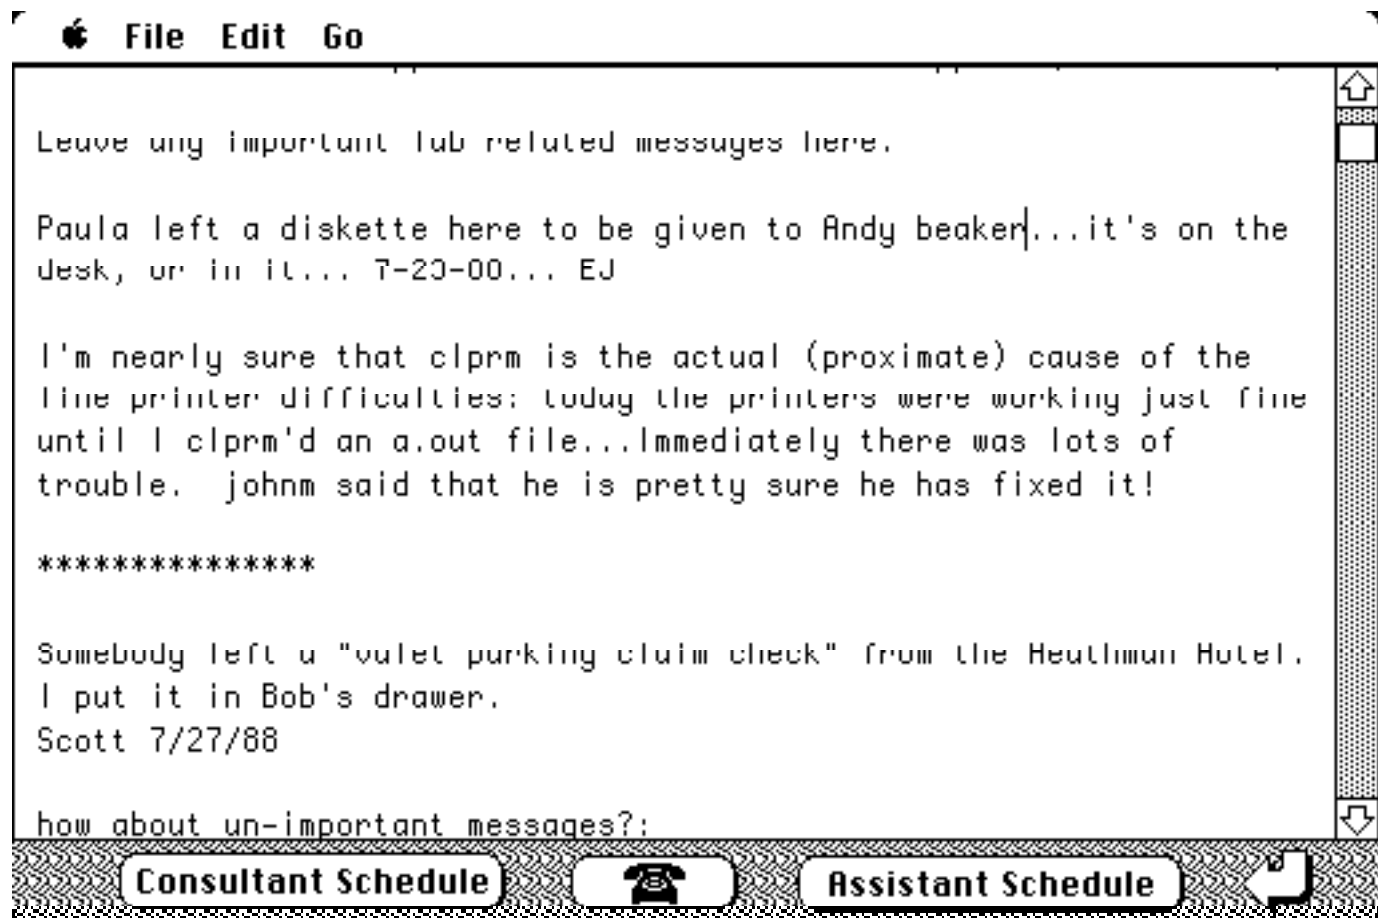 File Edit Go
Leave any important lab related messages here.
Paula left a diskette here to be given to Andy beaker...it's on the
desk, or in it... EJ
I'm nearly sure that clprm is the actual (proximate) cause of the
line printer difficulties: today the printers were working just fine
until I clprm'd an a.out file...Immediately there was lots of
trouble.  johnm said that he is pretty sure he has fixed it!
***************
Somebody left a "valet parking claim check" from the Heathman Hotel.
I put it in Bob's drawer.
Scott 7/27/88
how about un-important messages?:
Consultant Schedule
Assistant Schedule